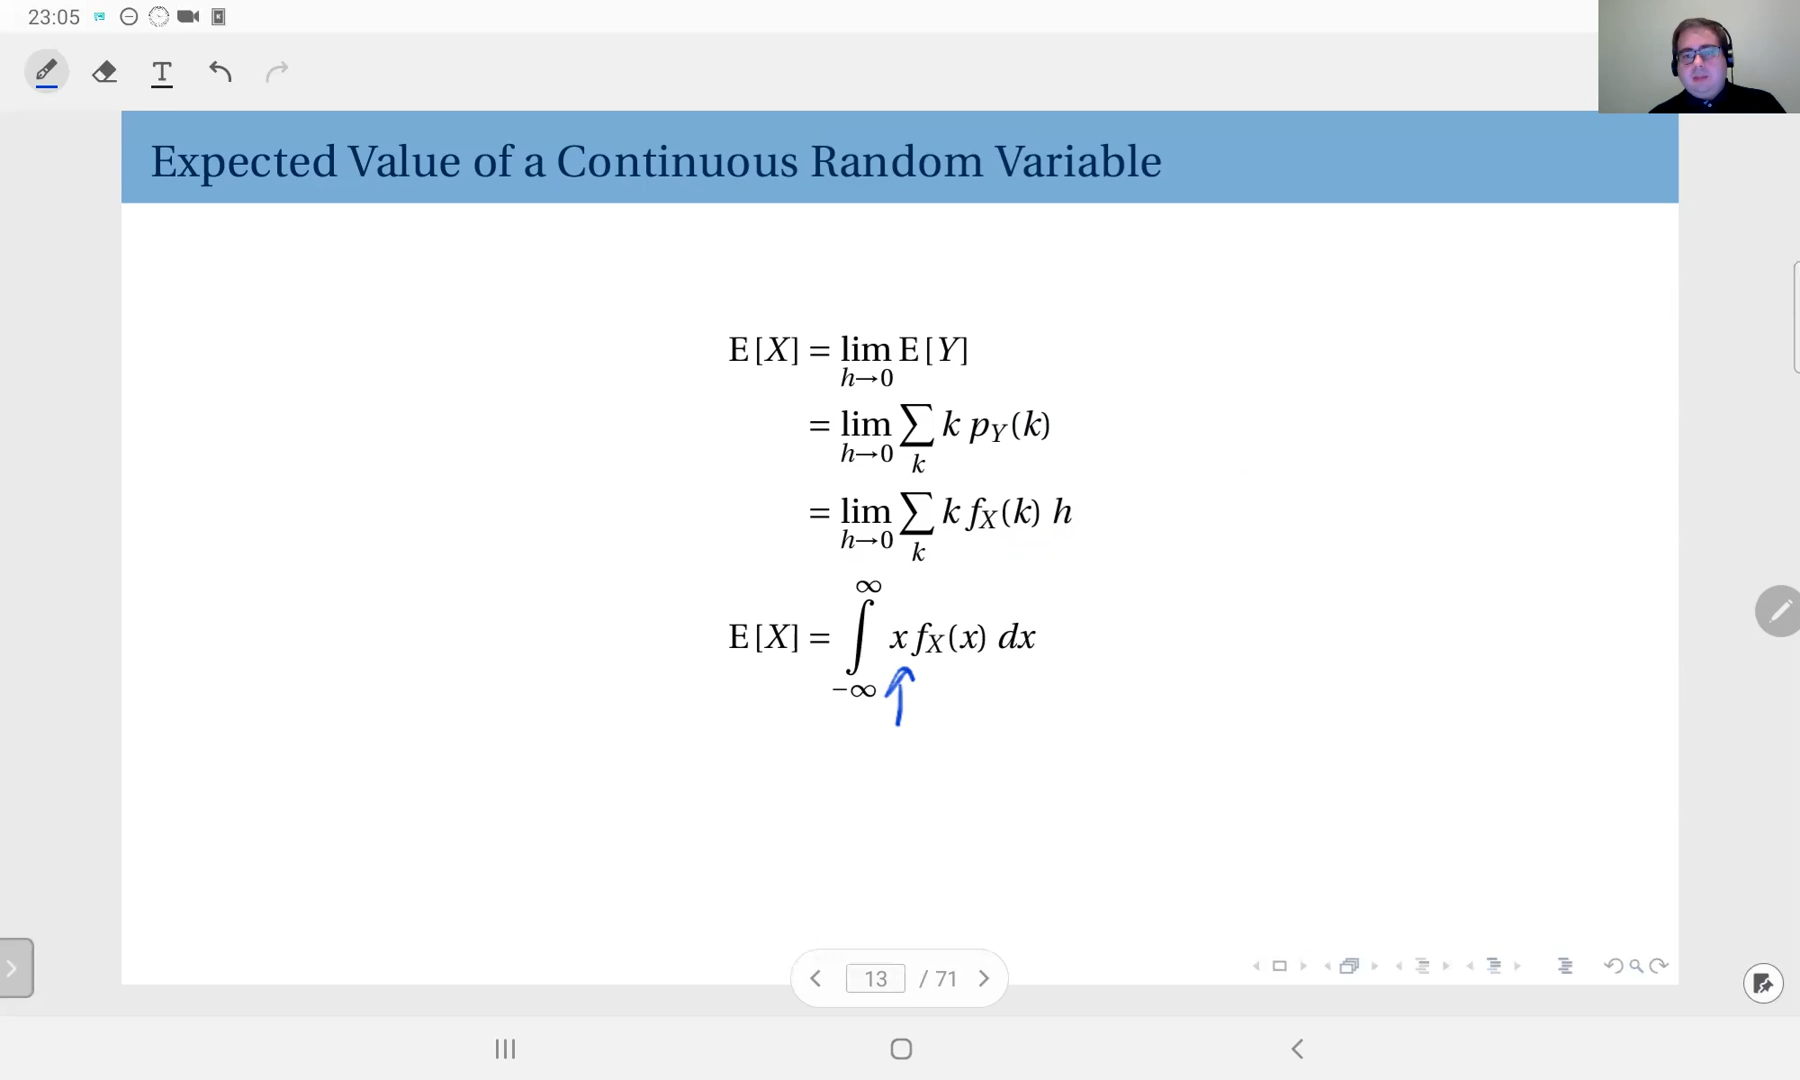 23:05
T
Expected Value of a Continuous Random Variable
E[X] = lim_{h→0} E[Y]
= lim_{h→0} ∑_k k p_Y(k)
= lim_{h→0} ∑_k k f_X(k) h
E[X] = ∫_{-∞}^{∞} x f_X(x) dx
13 / 71